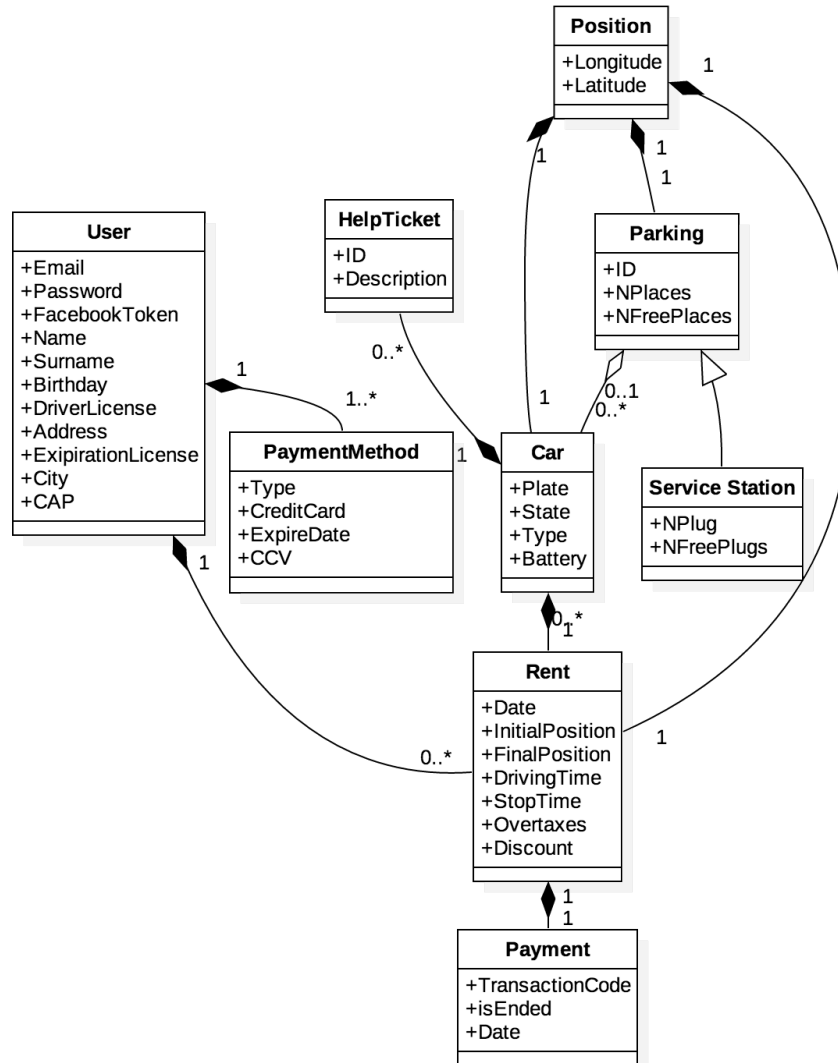 Position
+Longitude
+Latitude
1
1
1
1
User
+Email
+Password
+FacebookToken
+Name
+Surname
+Birthday
+DriverLicense
+Address
+ExipirationLicense
+City
+CAP
HelpTicket
+ID
+Description
Parking
+ID
+NPlaces
+NFreePlaces
0..*
1
1..*
1
0..1
0..*
PaymentMethod
+Type
+CreditCard
+ExpireDate
+CCV
1
Car
+Plate
+State
+Type
+Battery
Service Station
+NPlug
+NFreePlugs
1
0..*
1
Rent
+Date
+InitialPosition
+FinalPosition
+DrivingTime
+StopTime
+Overtaxes
+Discount
0..*
1
1
1
Payment
+TransactionCode
+isEnded
+Date